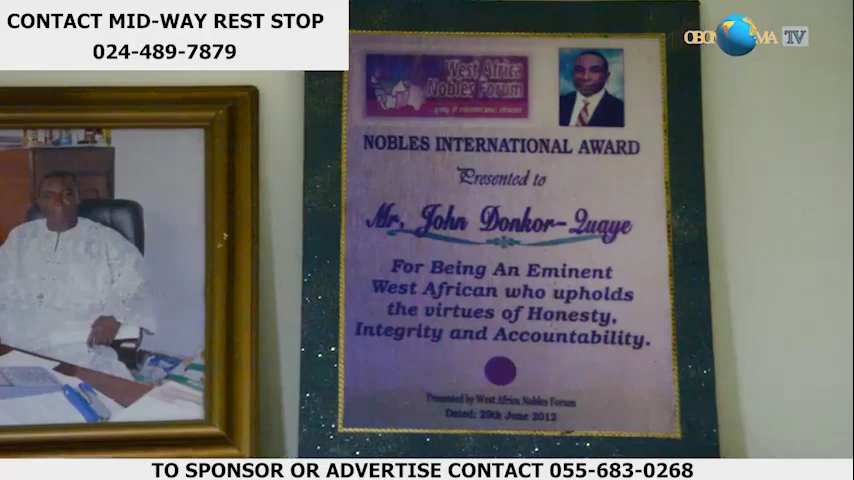 CONTACT MID-WAY REST STOP
024-489-7879
TV
West Africa
Nobles Forum
NOBLES INTERNATIONAL AWARD
Presented to
Mr. John Donkor-Quaye
For Being An Eminent
West African who upholds
the virtues of Honesty,
Integrity and Accountability.
Presented by West Africa Nobles Forum
Dated: 29th June 2012
TO SPONSOR OR ADVERTISE CONTACT 055-683-0268